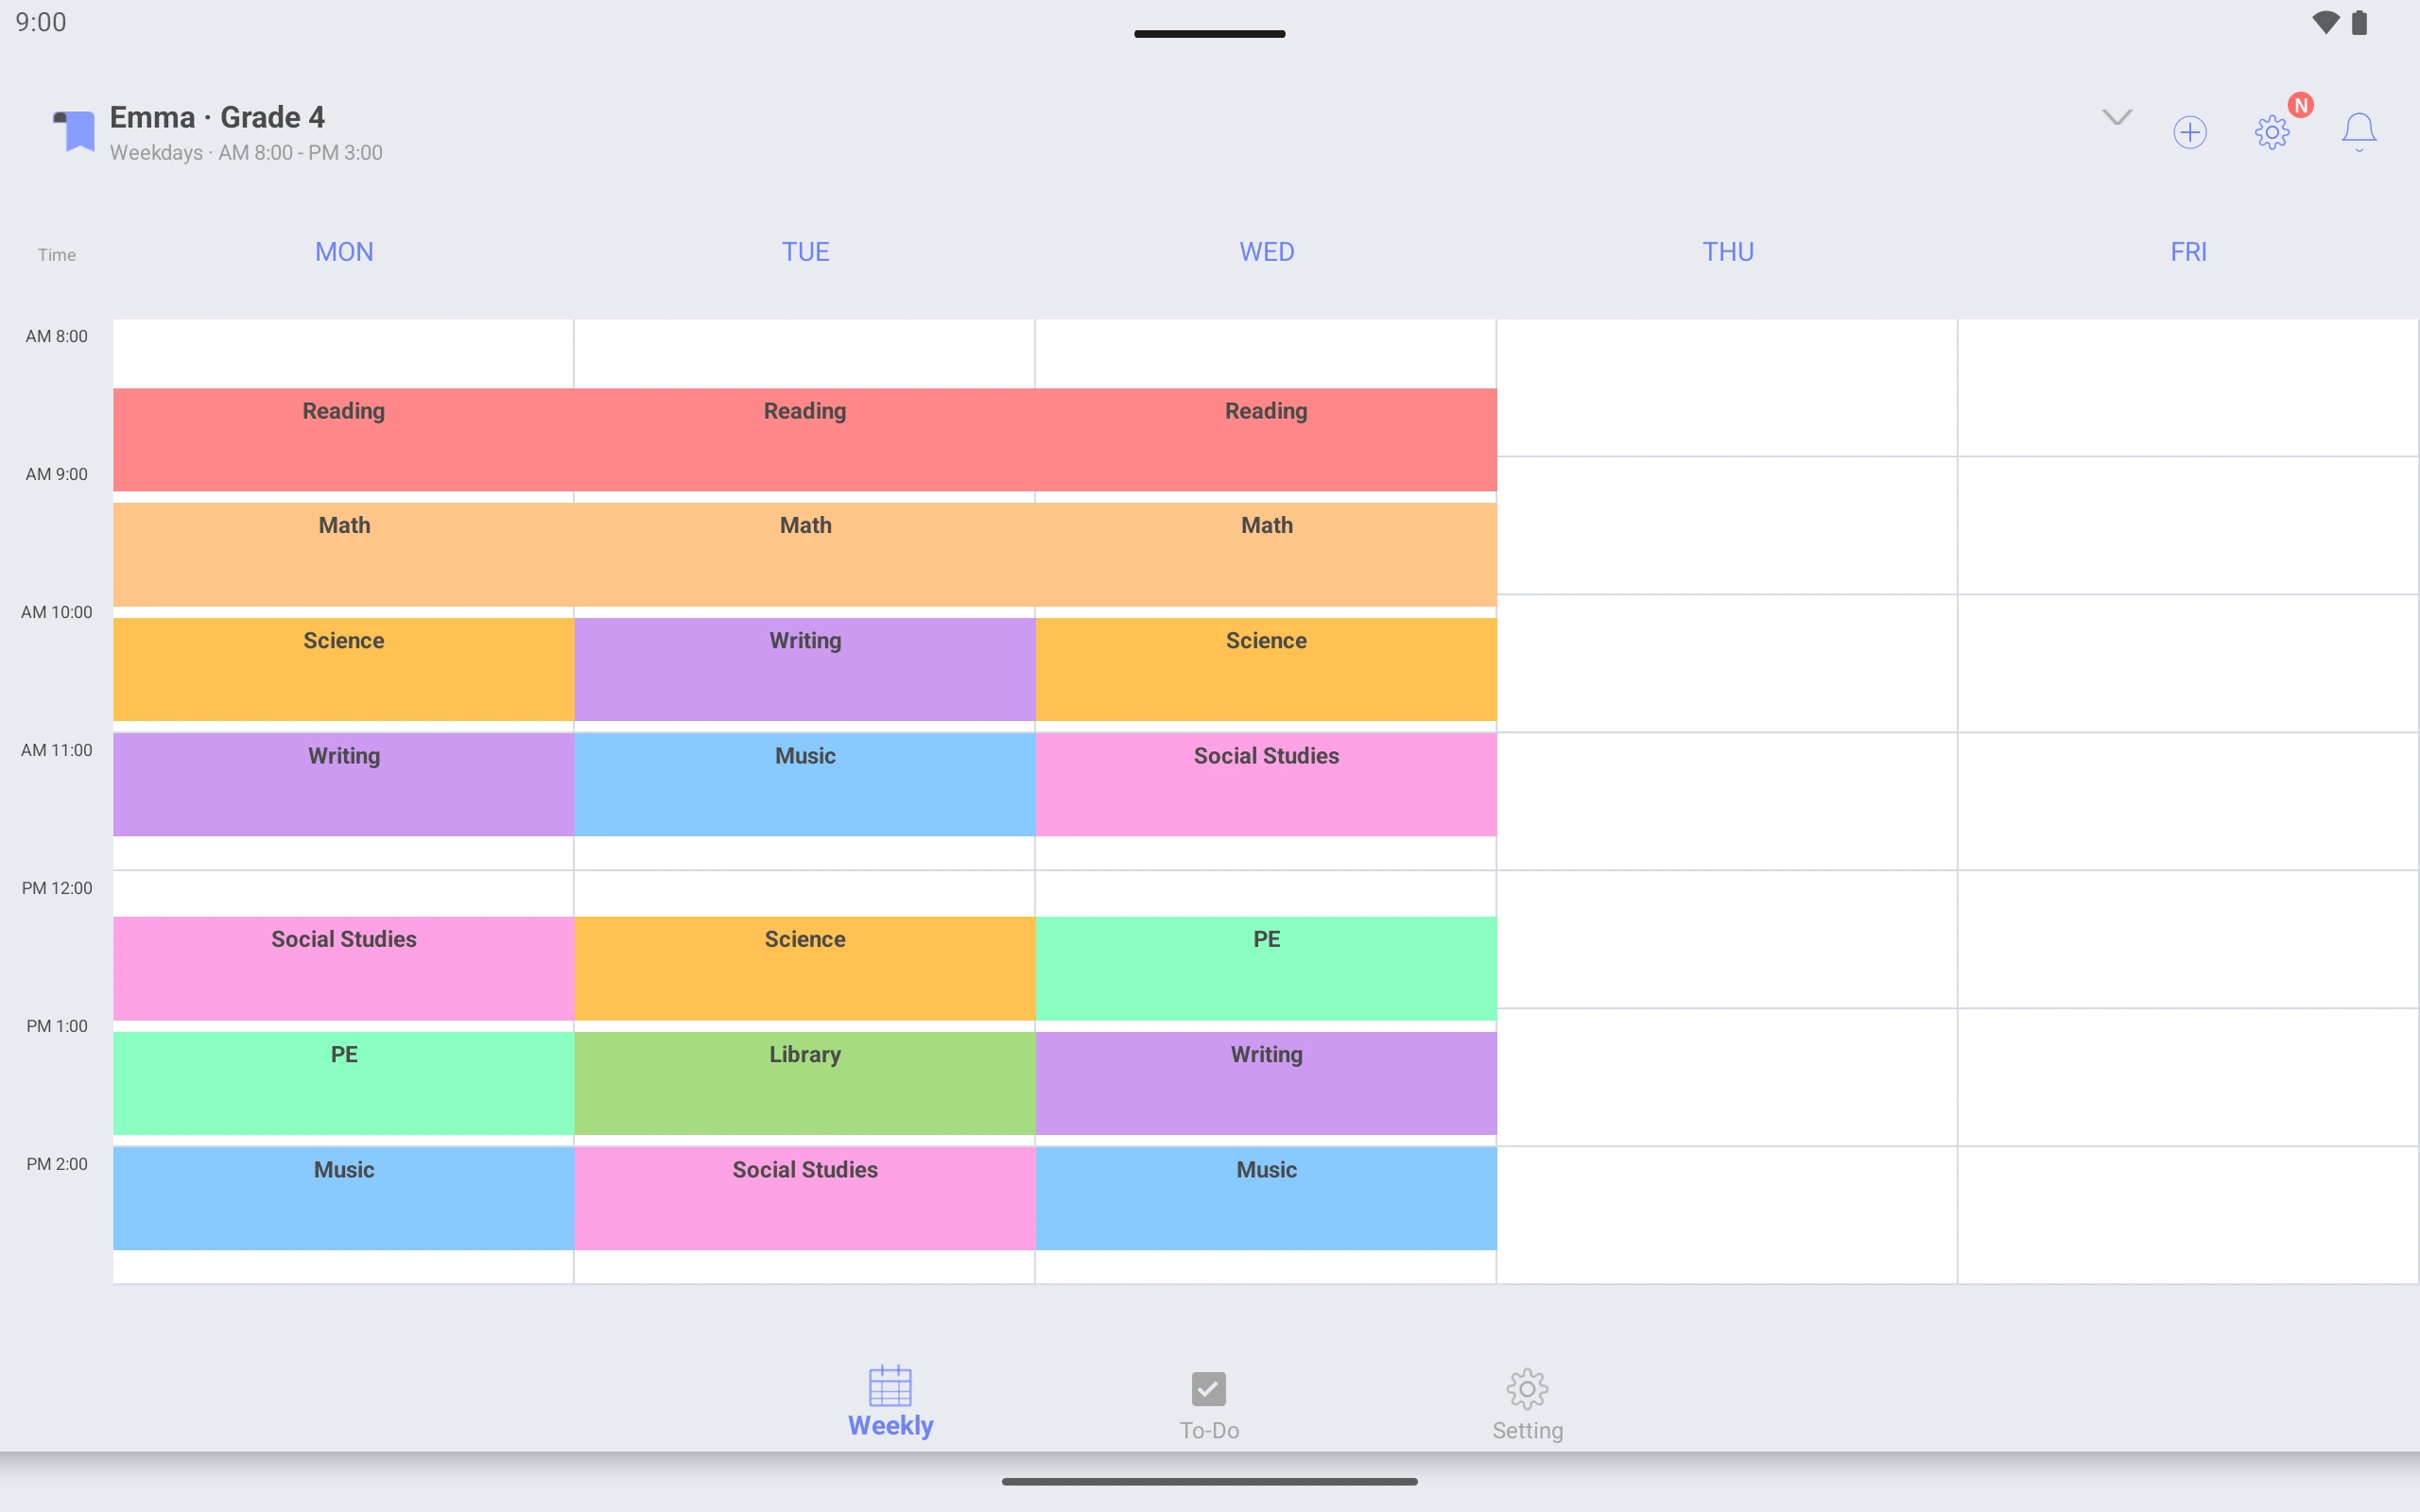 9:00
Emma · Grade 4
N
Weekdays · AM 8:00 - PM 3:00
Time MON TUE WED THU FRI
AM 8:00
Reading Reading Reading
AM 9:00
Math Math Math
AM 10:00
Science Writing Science
AM 11:00
Writing Music Social Studies
PM 12:00
Social Studies Science PE
PM 1:00
PE Library Writing
PM 2:00
Music Social Studies Music
Weekly To-Do Setting